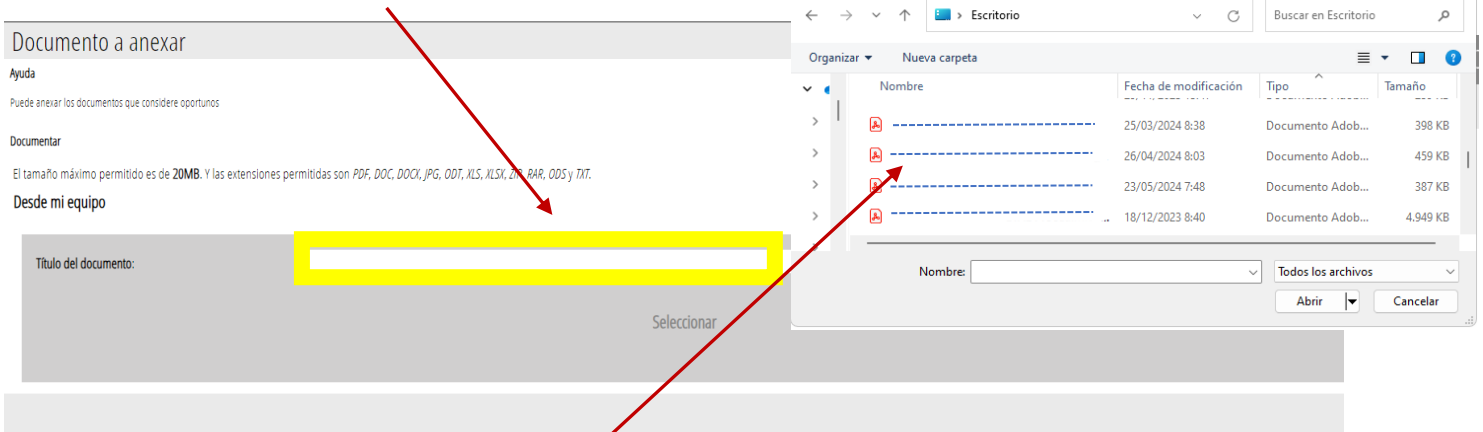 Documento a anexar
Ayuda
Puede anexar los documentos que considere oportunos
Documentar
El tamaño máximo permitido es de 20MB. Y las extensiones permitidas son PDF, DOC, DOCX, JPG, ODT, XLS, XLSX, ZIP, RAR, ODS y TXT.
Desde mi equipo
Título del documento:
Seleccionar
Escritorio
Buscar en Escritorio
Organizar
Nueva carpeta
Nombre Fecha de modificación Tipo Tamaño
25/03/2024 8:38 Documento Adob... 398 KB
26/04/2024 8:03 Documento Adob... 459 KB
23/05/2024 7:48 Documento Adob... 387 KB
.. 18/12/2023 8:40 Documento Adob... 4.949 KB
Nombre:
Todos los archivos
Abrir
Cancelar